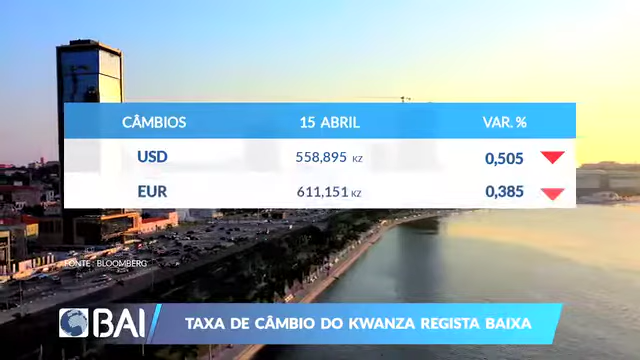 CÂMBIOS 15 ABRIL VAR. %
USD 558,895 KZ 0,505
EUR 611,151 KZ 0,385
FONTE: BLOOMBERG
BAI TAXA DE CÂMBIO DO KWANZA REGISTA BAIXA